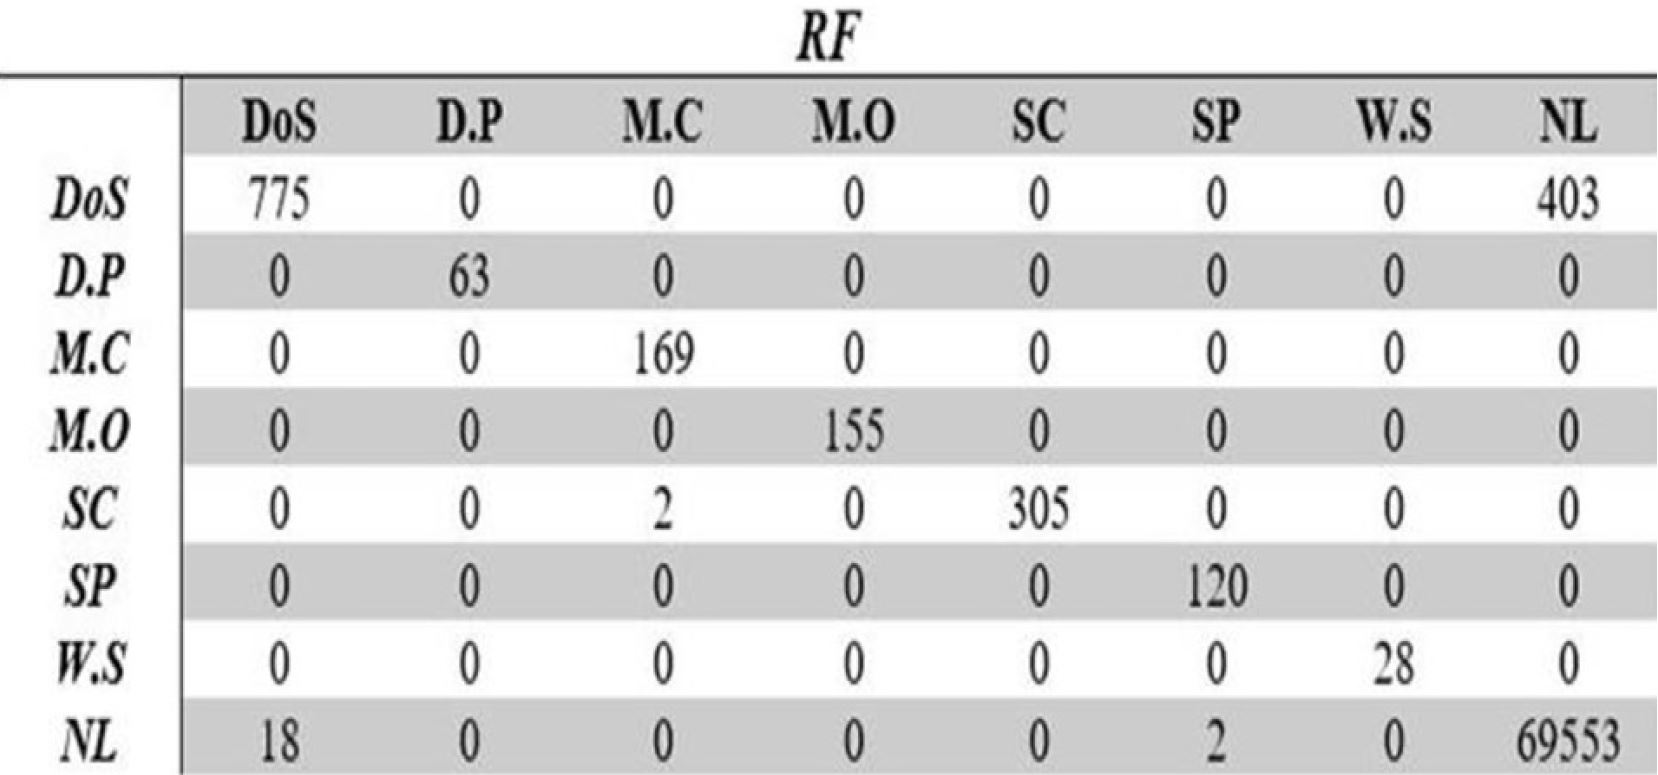 RF
DoS D.P M.C M.O SC SP W.S NL
DoS 775 0 0 0 0 0 0 403
D.P 0 63 0 0 0 0 0 0
M.C 0 0 169 0 0 0 0 0
M.O 0 0 0 155 0 0 0 0
SC 0 0 2 0 305 0 0 0
SP 0 0 0 0 0 120 0 0
W.S 0 0 0 0 0 0 28 0
NL 18 0 0 0 0 2 0 69553